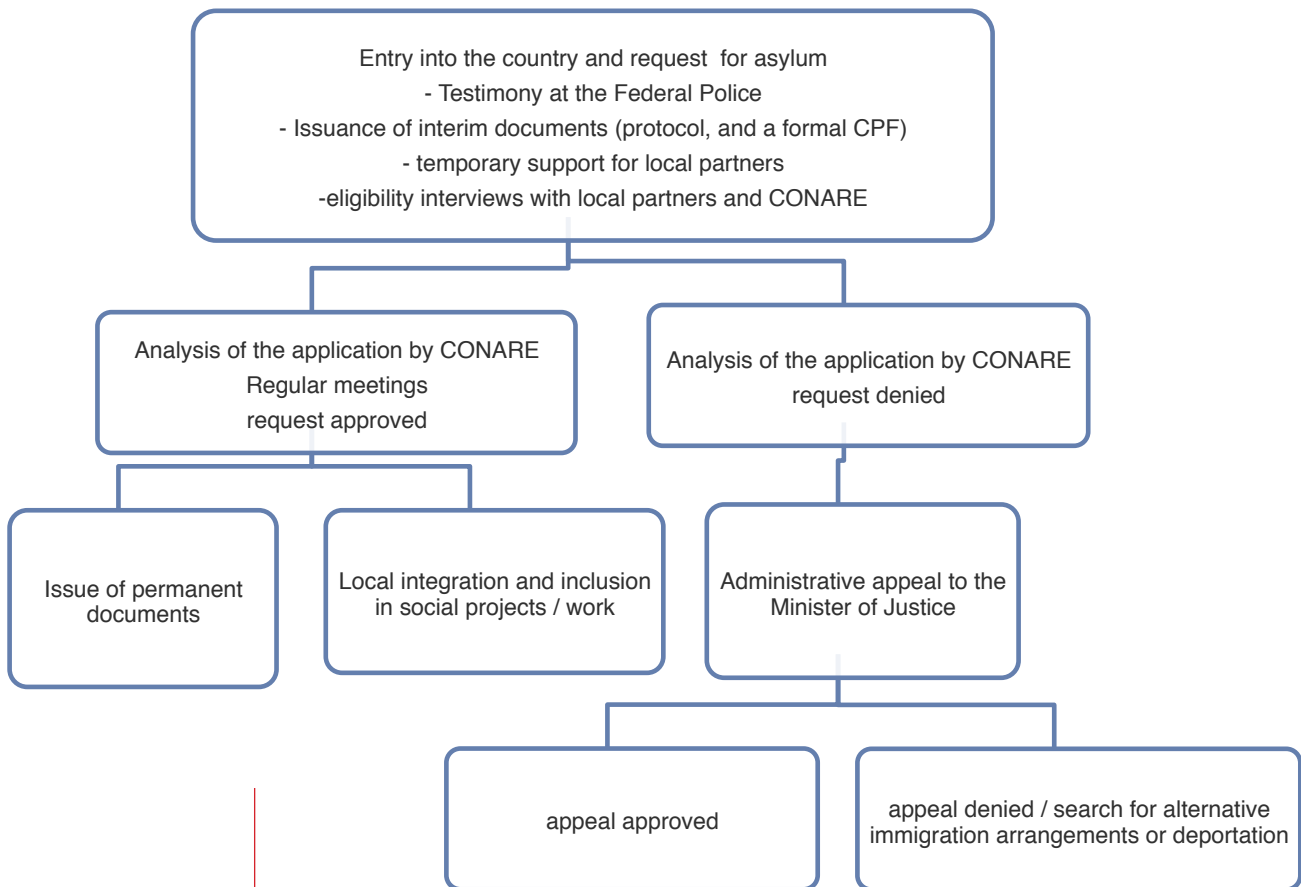 Entry into the country and request  for asylum
- Testimony at the Federal Police
- Issuance of interim documents (protocol, and a formal CPF)
- temporary support for local partners
-eligibility interviews with local partners and CONARE
Analysis of the application by CONARE
Regular meetings
request approved
Analysis of the application by CONARE
request denied
Issue of permanent
documents
Local integration and inclusion
in social projects / work
Administrative appeal to the
Minister of Justice
appeal approved
appeal denied / search for alternative
immigration arrangements or deportation